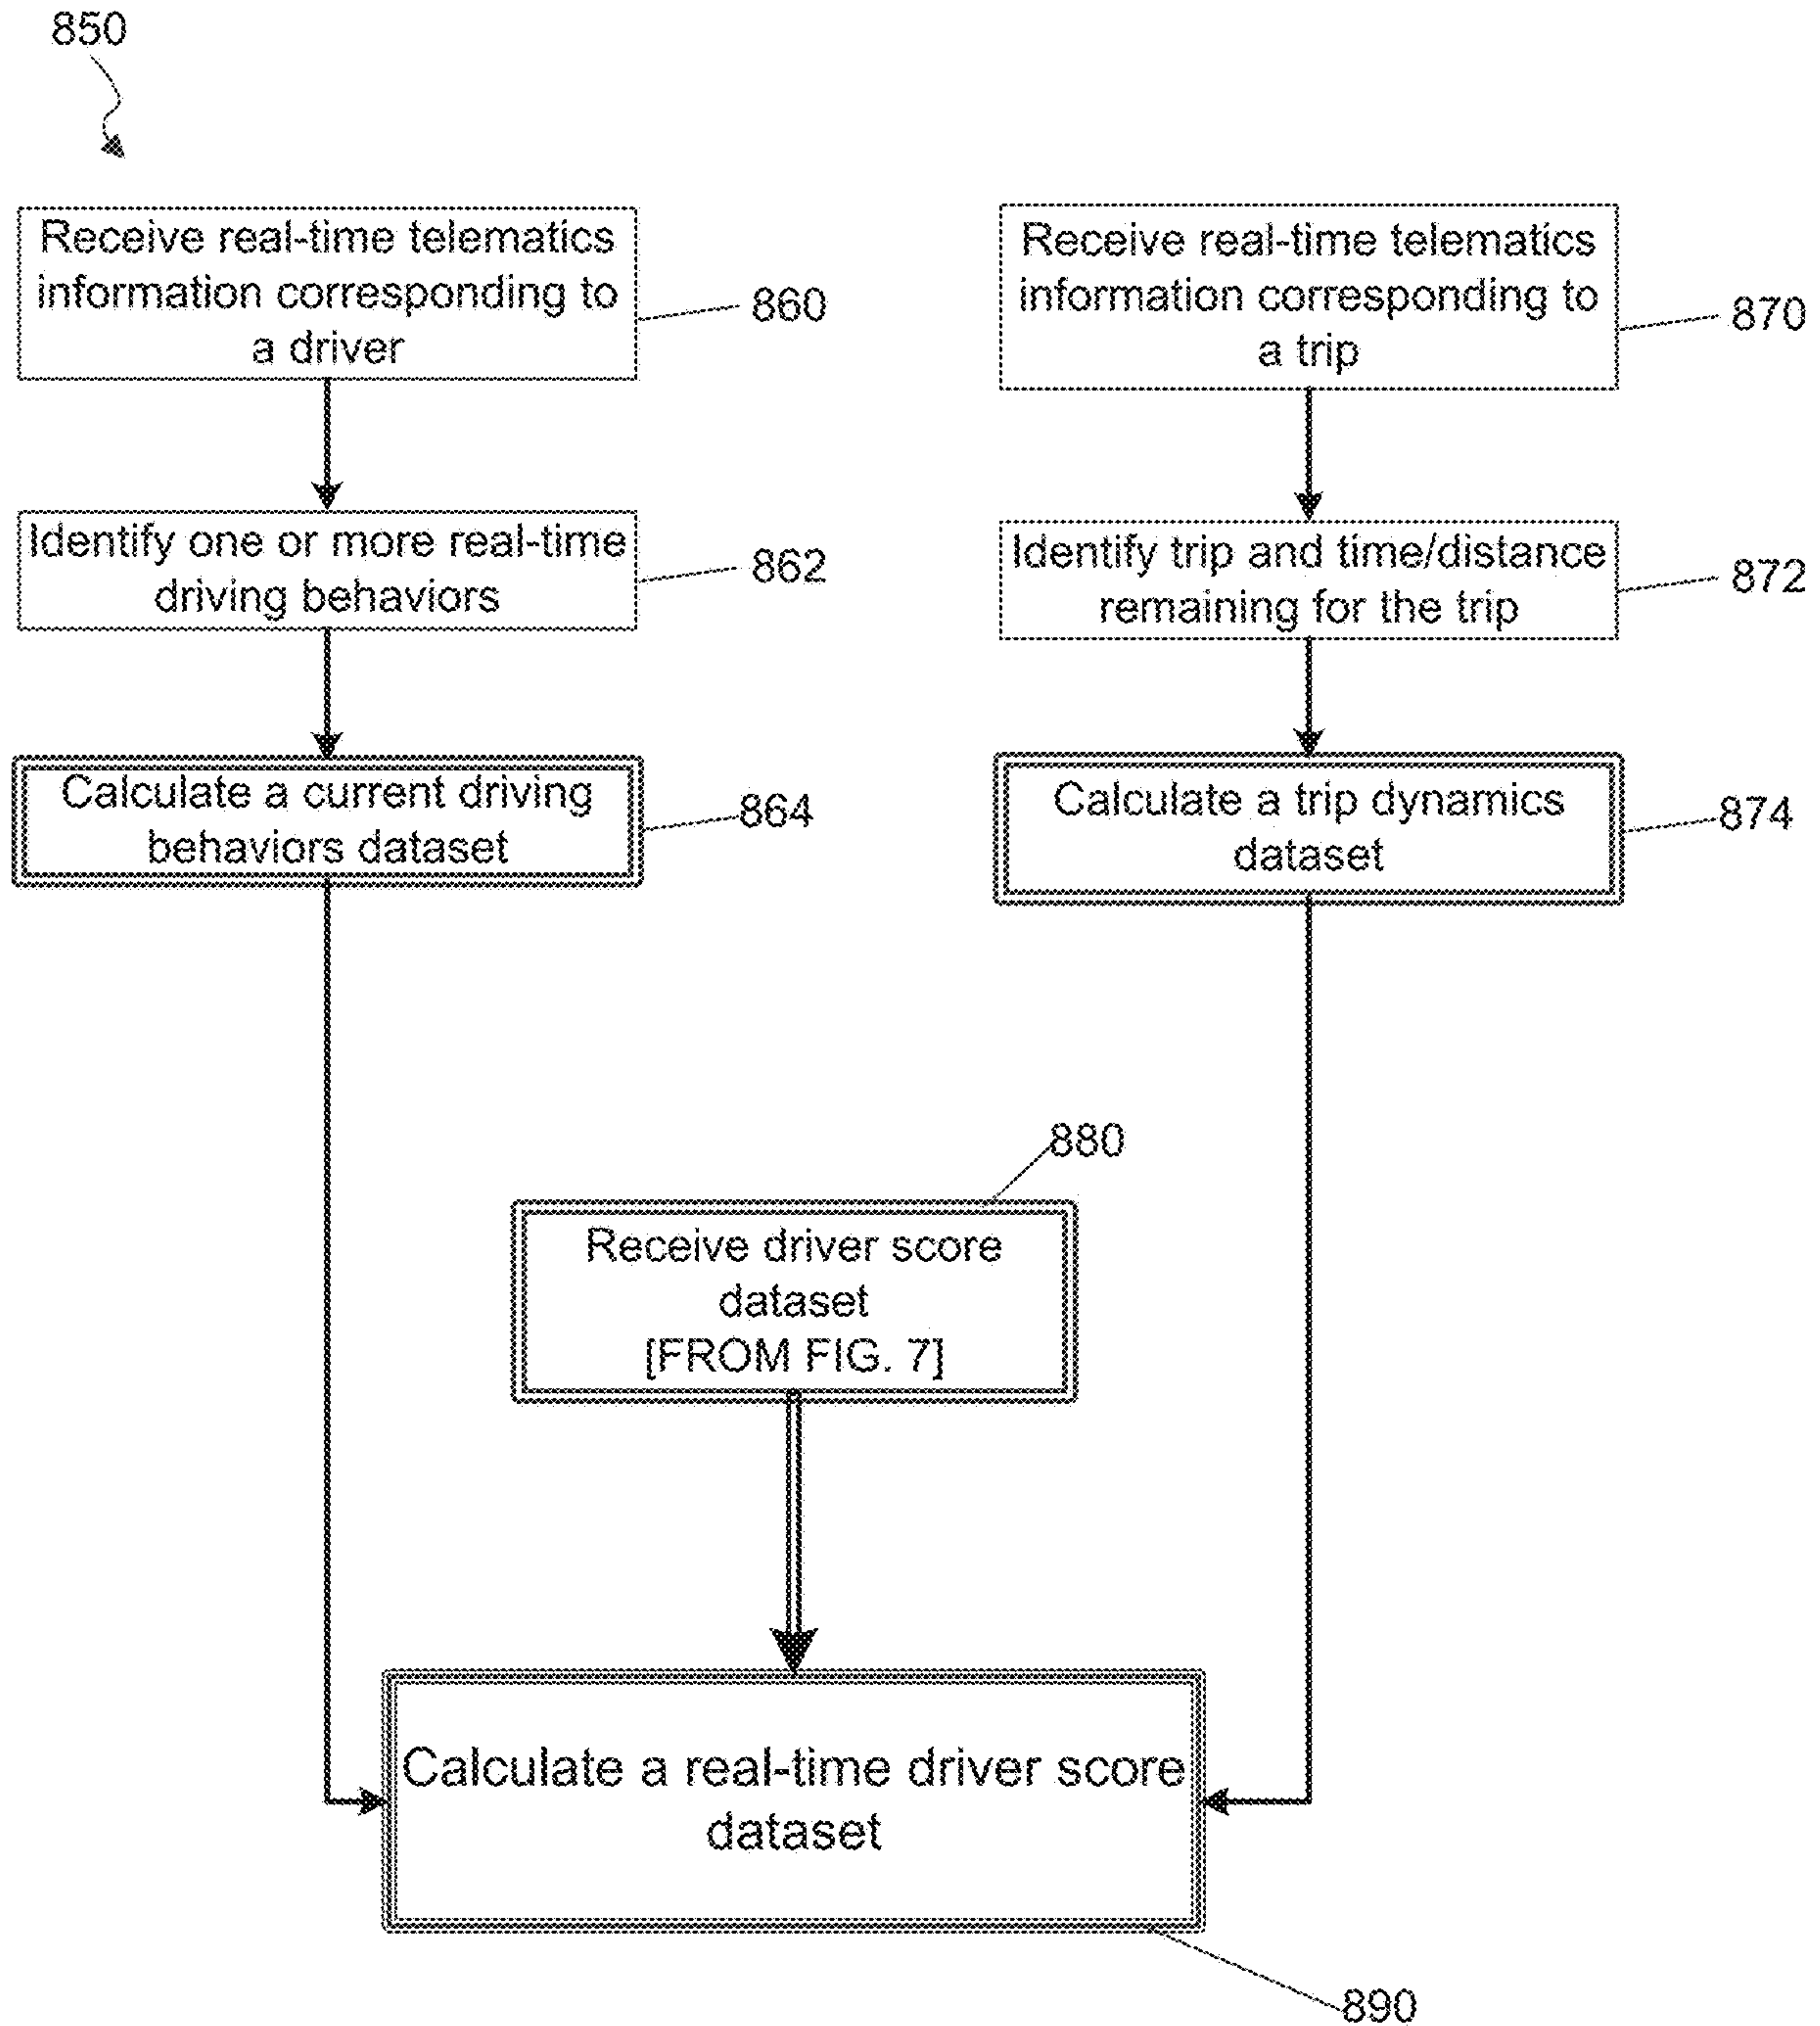 850
Receive real-time telematics
information corresponding to
a driver
860
Identify one or more real-time
driving behaviors
862
Calculate a current driving
behaviors dataset
864
Receive real-time telematics
information corresponding to
a trip
870
Identify trip and time/distance
remaining for the trip
872
Calculate a trip dynamics
dataset
874
880
Receive driver score
dataset
[FROM FIG. 7]
Calculate a real-time driver score
dataset
890